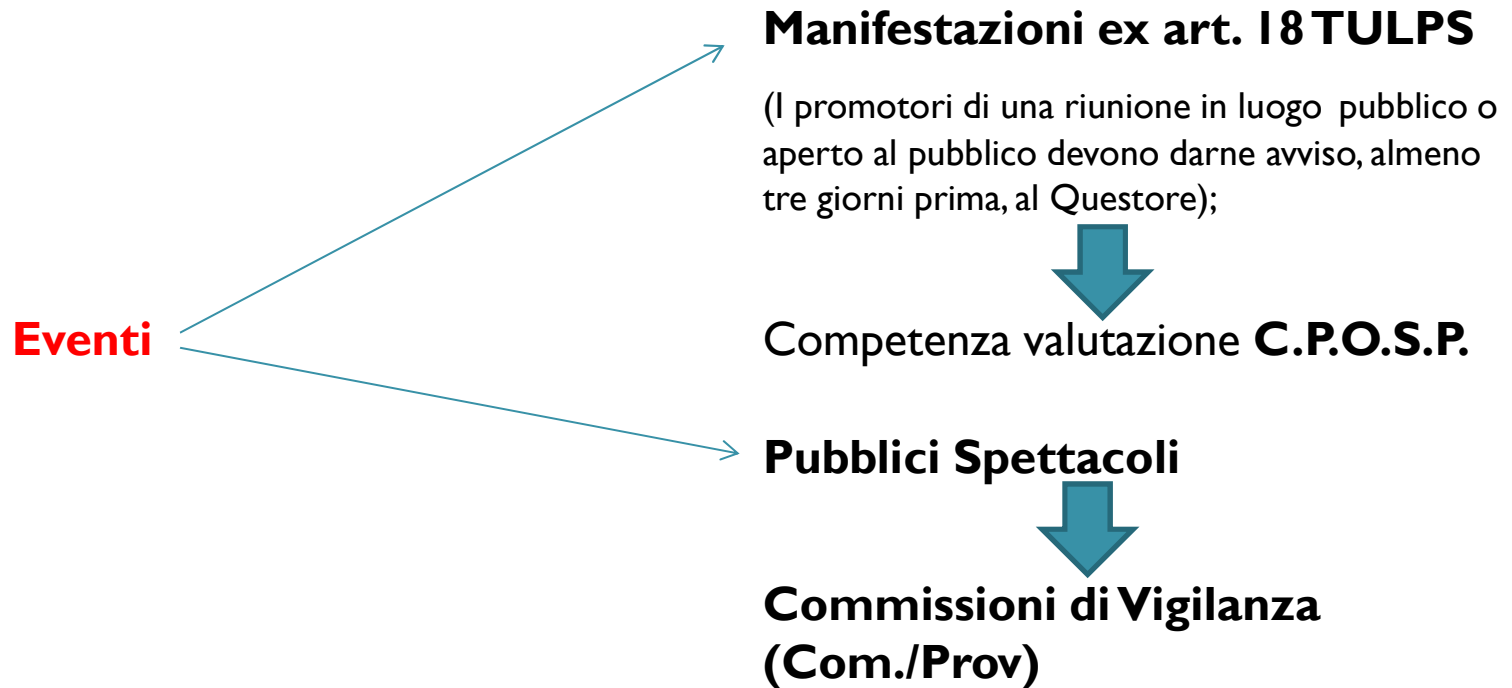 Manifestazioni ex art. 18 TULPS
(I promotori di una riunione in luogo pubblico o
aperto al pubblico devono darne avviso, almeno
tre giorni prima, al Questore);
Eventi
Competenza valutazione C.P.O.S.P.
Pubblici Spettacoli
Commissioni di Vigilanza
(Com./Prov)